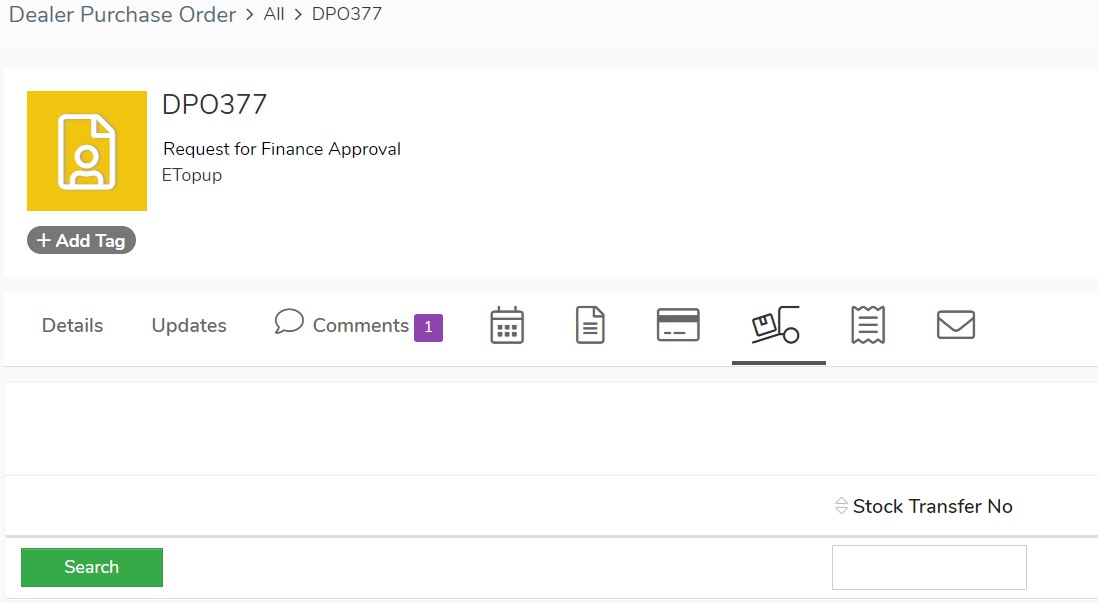 Dealer Purchase Order > All > DPO377
DPO377
Request for Finance Approval
ETopup
+ Add Tag
Details Updates Comments 1
Stock Transfer No
Search